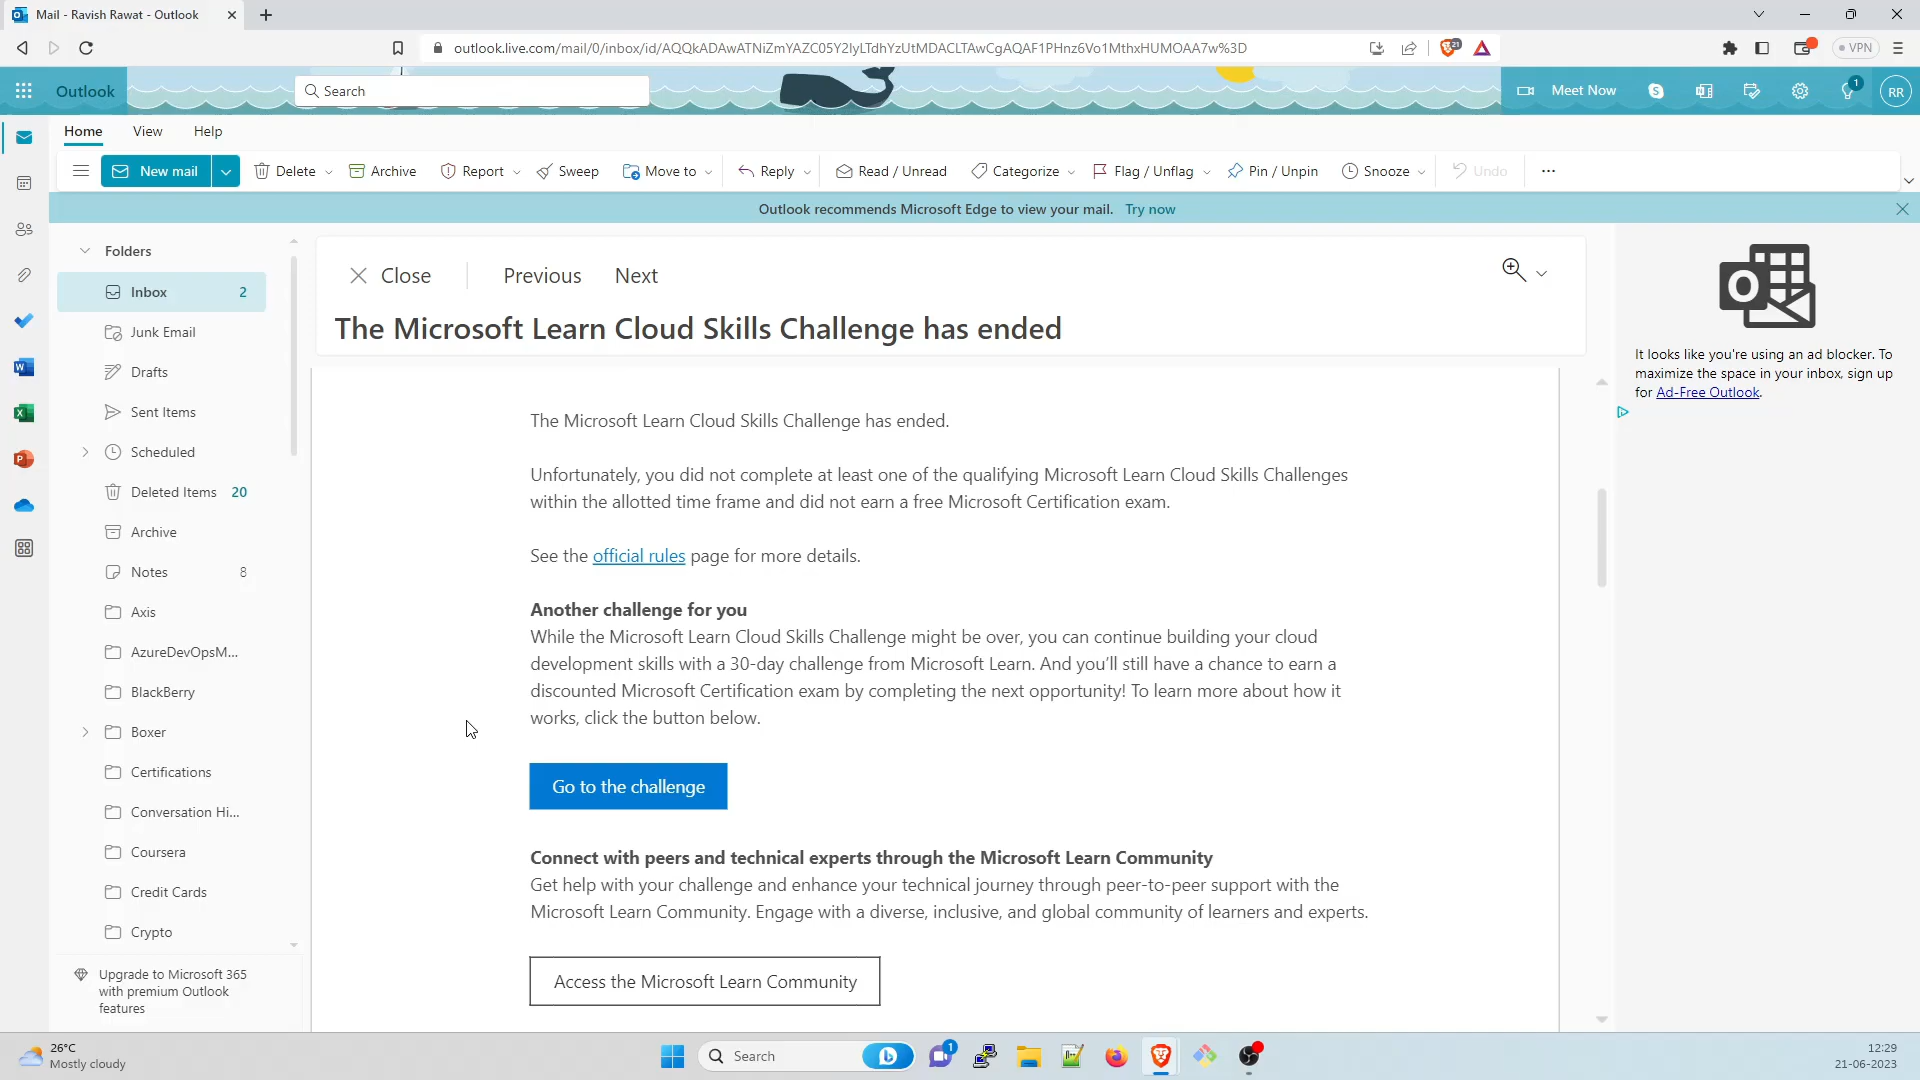 Mail - Ravish Rawat - Outlook
outlook.live.com/mail/0/inbox/id/AQQkADAwATNiZmYAZC05Y2IyLTdhYzUtMDACLTAwCgAQAF1PHnz6Vo1MthxHUMOAA7w%3D
21
VPN
Outlook
Search
Meet Now
1
RR
Home View Help
New mail Delete Archive Report Sweep Move to Reply Read / Unread Categorize Flag / Unflag Pin / Unpin Snooze Undo ...
Outlook recommends Microsoft Edge to view your mail. Try now
Folders
Inbox 2
Junk Email
Drafts
Sent Items
Scheduled
Deleted Items 20
Archive
Notes 8
Axis
AzureDevOpsM...
BlackBerry
Boxer
Certifications
Conversation Hi...
Coursera
Credit Cards
Crypto
Upgrade to Microsoft 365
with premium Outlook
features
Close Previous Next
The Microsoft Learn Cloud Skills Challenge has ended
The Microsoft Learn Cloud Skills Challenge has ended.
Unfortunately, you did not complete at least one of the qualifying Microsoft Learn Cloud Skills Challenges
within the allotted time frame and did not earn a free Microsoft Certification exam.
See the official rules page for more details.
Another challenge for you
While the Microsoft Learn Cloud Skills Challenge might be over, you can continue building your cloud
development skills with a 30-day challenge from Microsoft Learn. And you'll still have a chance to earn a
discounted Microsoft Certification exam by completing the next opportunity! To learn more about how it
works, click the button below.
Go to the challenge
Connect with peers and technical experts through the Microsoft Learn Community
Get help with your challenge and enhance your technical journey through peer-to-peer support with the
Microsoft Learn Community. Engage with a diverse, inclusive, and global community of learners and experts.
Access the Microsoft Learn Community
It looks like you're using an ad blocker. To
maximize the space in your inbox, sign up
for Ad-Free Outlook.
26°C
Mostly cloudy
Search
1
12:29
21-06-2023